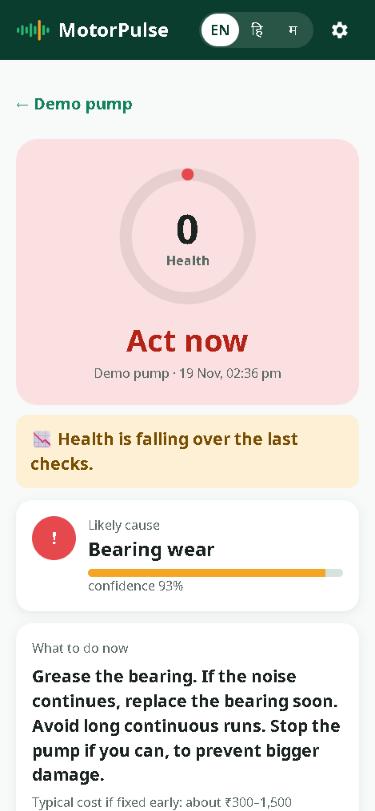 MotorPulse EN हि म
← Demo pump
0
Health
Act now
Demo pump · 19 Nov, 02:36 pm
📉 Health is falling over the last
checks.
!
Likely cause
Bearing wear
confidence 93%
What to do now
Grease the bearing. If the noise
continues, replace the bearing soon.
Avoid long continuous runs. Stop the
pump if you can, to prevent bigger
damage.
Typical cost if fixed early: about ₹300–1,500